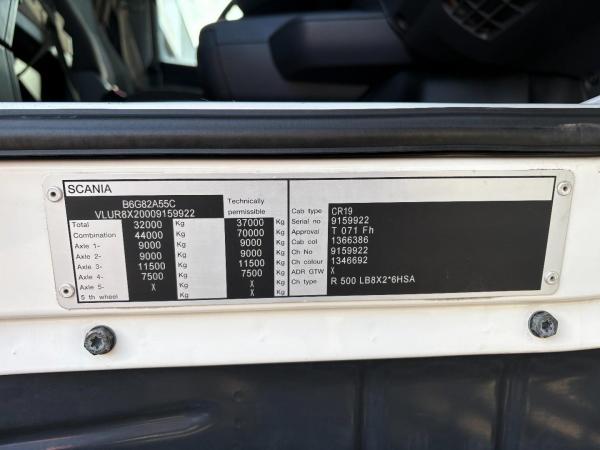 SCANIA
B6G82A55C
VLUR8X20009159922
Technically permissible
Total 32000 Kg 37000 Kg
Combination 44000 Kg 70000 Kg
Axle 1- 9000 Kg 9000 Kg
Axle 2- 9000 Kg 9000 Kg
Axle 3- 11500 Kg 11500 Kg
Axle 4- 7500 Kg 7500 Kg
Axle 5- X Kg X Kg
5 th wheel X X Kg
Cab type CR19
Serial no 9159922
Approval T 071 Fh
Cab col 1366386
Ch No 9159922
Ch colour 1346692
ADR GTW X
Ch type R 500 LB8X2*6HSA